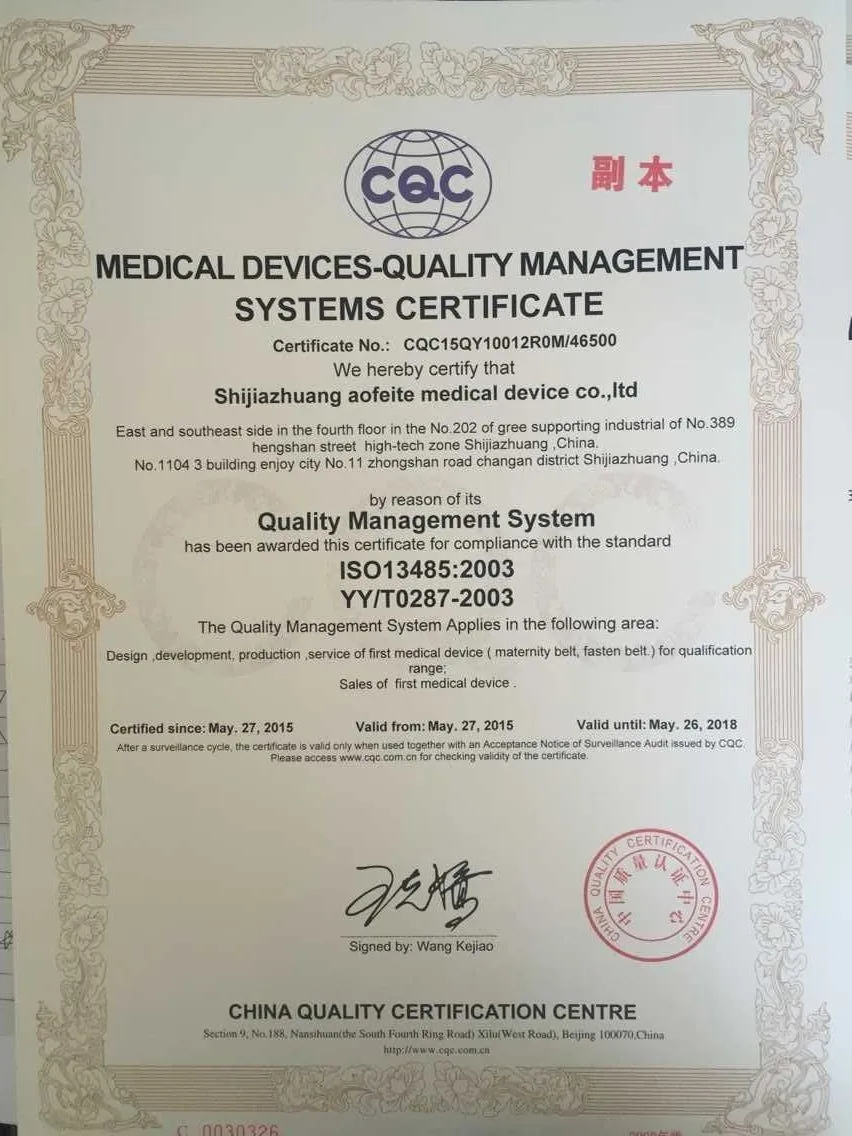 CQC
副本
MEDICAL DEVICES-QUALITY MANAGEMENT
SYSTEMS CERTIFICATE
Certificate No.: CQC15QY10012R0M/46500
We hereby certify that
Shijiazhuang aofeite medical device co.,ltd
East and southeast side in the fourth floor in the No.202 of gree supporting industrial of No.389
hengshan street high-tech zone Shijiazhuang ,China.
No.1104 3 building enjoy city No.11 zhongshan road changan district Shijiazhuang ,China.
by reason of its
Quality Management System
has been awarded this certificate for compliance with the standard
ISO13485:2003
YY/T0287-2003
The Quality Management System Applies in the following area:
Design ,development, production ,service of first medical device ( maternity belt, fasten belt.) for qualification
range;
Sales of first medical device .
Certified since: May. 27, 2015 Valid from: May. 27, 2015 Valid until: May. 26, 2018
After a surveillance cycle, the certificate is valid only when used together with an Acceptance Notice of Surveillance Audit issued by CQC.
Please access www.cqc.com.cn for checking validity of the certificate.
CHINA QUALITY CERTIFICATION CENTRE
中国质量认证中心
Signed by: Wang Kejiao
CHINA QUALITY CERTIFICATION CENTRE
Section 9, No.188, Nansihuan(the South Fourth Ring Road) Xilu(West Road), Beijing 100070,China
http://www.cqc.com.cn
C 0030326